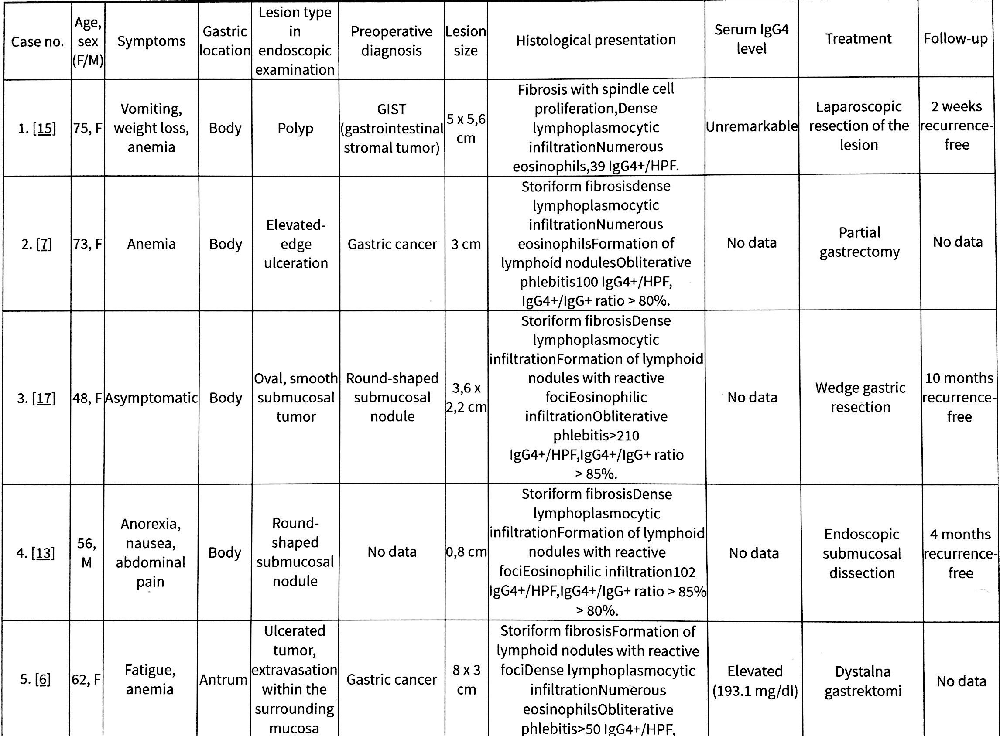 Case no.
Age,
sex
(F/M)
Symptoms
Gastric
location
Lesion type
in
endoscopic
examination
Preoperative
diagnosis
Lesion
size
Histological presentation
Serum IgG4
level
Treatment
Follow-up
1. [15]
75, F
Vomiting,
weight loss,
anemia
Body
Polyp
GIST
(gastrointestinal
stromal tumor)
5 x 5,6
cm
Fibrosis with spindle cell
proliferation,Dense
lymphoplasmocytic
infiltrationNumerous
eosinophils,39 IgG4+/HPF.
Unremarkable
Laparoscopic
resection of the
lesion
2 weeks
recurrence-
free
2. [7]
73, F
Anemia
Body
Elevated-
edge
ulceration
Gastric cancer
3 cm
Storiform fibrosisdense
lymphoplasmocytic
infiltrationNumerous
eosinophilsFormation of
lymphoid nodulesObliterative
phlebitis100 IgG4+/HPF,
IgG4+/IgG+ ratio > 80%.
No data
Partial
gastrectomy
No data
3. [17]
48, F
Asymptomatic
Body
Oval, smooth
submucosal
tumor
Round-shaped
submucosal
nodule
3,6 x
2,2 cm
Storiform fibrosisDense
lymphoplasmocytic
infiltrationFormation of lymphoid
nodules with reactive
fociEosinophilic
infiltrationObliterative
phlebitis>210
IgG4+/HPF,IgG4+/IgG+ ratio
> 85%.
No data
Wedge gastric
resection
10 months
recurrence-
free
4. [13]
56,
M
Anorexia,
nausea,
abdominal
pain
Body
Round-
shaped
submucosal
nodule
No data
0,8 cm
Storiform fibrosisDense
lymphoplasmocytic
infiltrationFormation of lymphoid
nodules with reactive
fociEosinophilic infiltration102
IgG4+/HPF,IgG4+/IgG+ ratio > 85%
> 80%.
No data
Endoscopic
submucosal
dissection
4 months
recurrence-
free
5. [6]
62, F
Fatigue,
anemia
Antrum
Ulcerated
tumor,
extravasation
within the
surrounding
mucosa
Gastric cancer
8 x 3
cm
Storiform fibrosisFormation of
lymphoid nodules with reactive
fociDense lymphoplasmocytic
infiltrationNumerous
eosinophilsObliterative
phlebitis>50 IgG4+/HPF,
Elevated
(193.1 mg/dl)
Dystalna
gastrektomi
No data